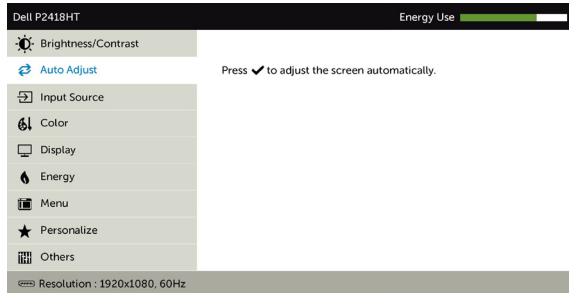 Dell P2418HT
Energy Use
Brightness/Contrast
Auto Adjust
Press ✔ to adjust the screen automatically.
Input Source
Color
Display
Energy
Menu
Personalize
Others
Resolution : 1920x1080, 60Hz